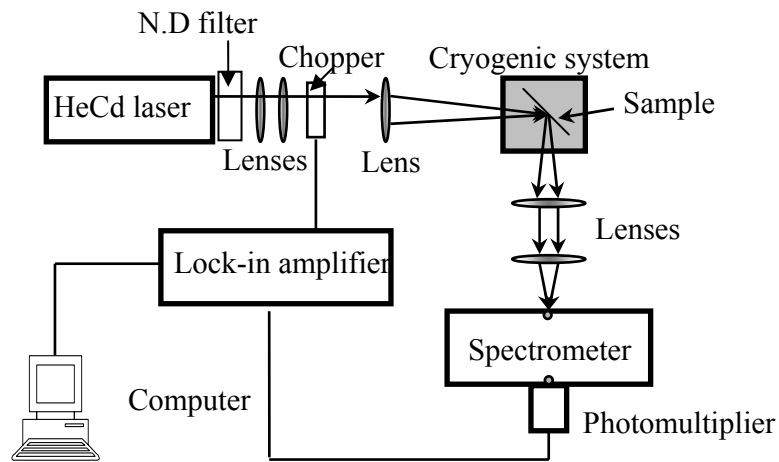 N.D filter
Chopper
Cryogenic system
HeCd laser
Sample
Lenses
Lens
Lenses
Lock-in amplifier
Spectrometer
Computer
Photomultiplier